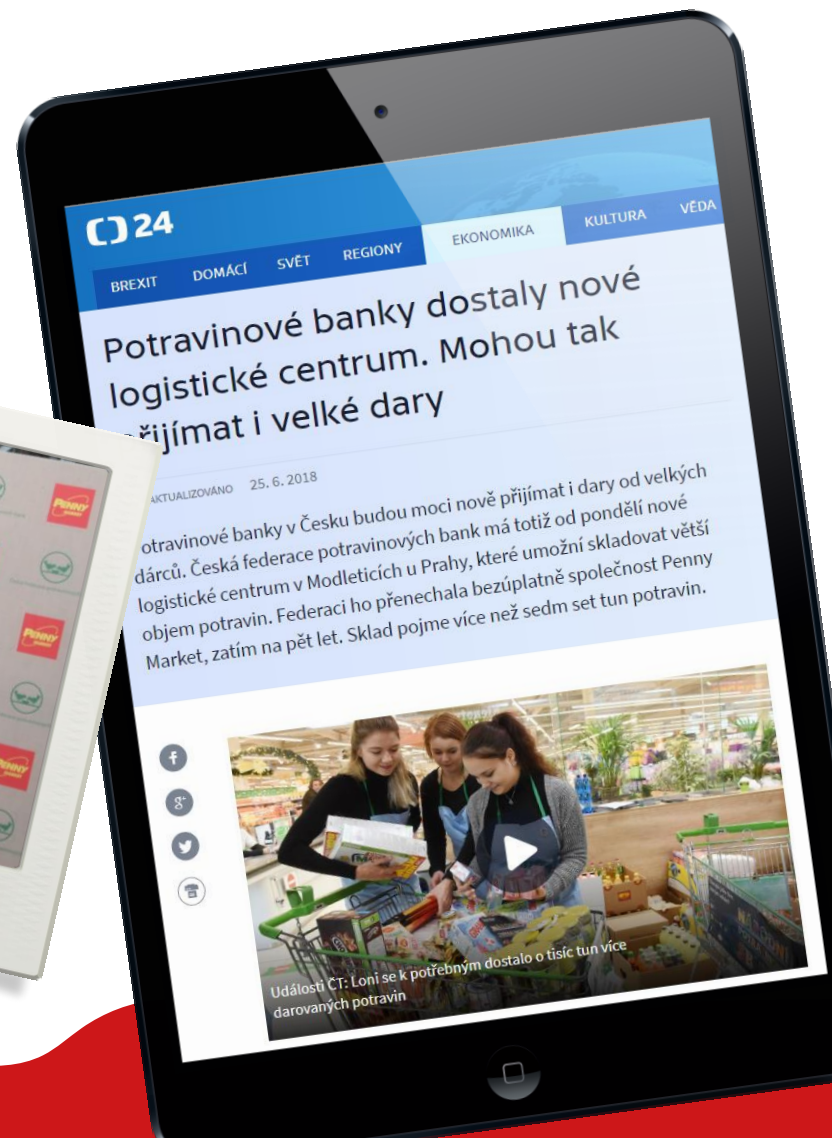 ČT 24
BREXIT DOMÁCÍ SVĚT REGIONY EKONOMIKA KULTURA VĚDA
Potravinové banky dostaly nové
logistické centrum. Mohou tak
přijímat i velké dary
AKTUALIZOVÁNO 25. 6. 2018
otravinové banky v Česku budou moci nově přijímat i dary od velkých
dárců. Česká federace potravinových bank má totiž od pondělí nové
logistické centrum v Modleticích u Prahy, které umožní skladovat větší
objem potravin. Federaci ho přenechala bezúplatně společnost Penny
Market, zatím na pět let. Sklad pojme více než sedm set tun potravin.
Události ČT: Loni se k potřebným dostalo o tisíc tun více
darovaných potravin
PENNY
PENNY
PENNY